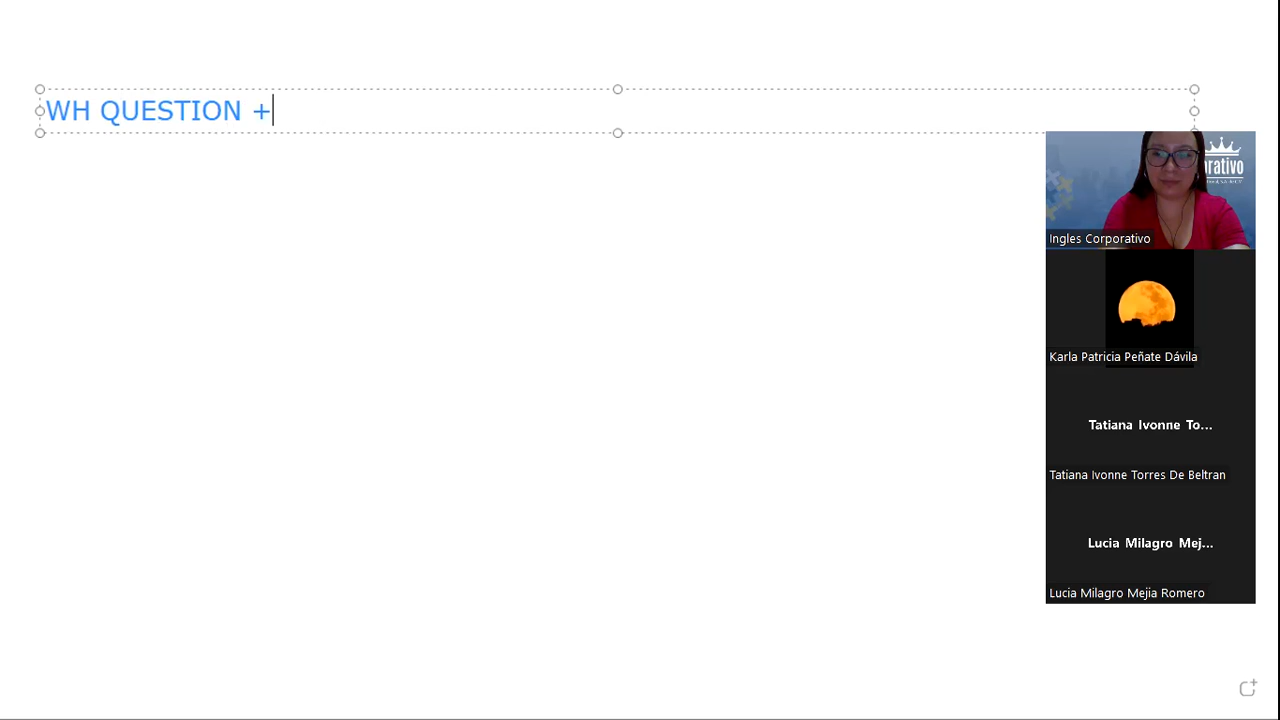 WH QUESTION +
rativo
Ingles Corporativo
Karla Patricia Peñate Dávila
Tatiana Ivonne To...
Tatiana Ivonne Torres De Beltran
Lucia Milagro Mej...
Lucia Milagro Mejia Romero